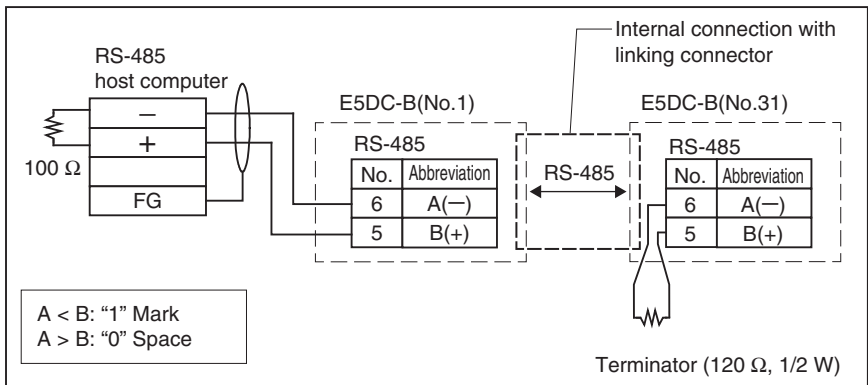 Internal connection with
linking connector
RS-485
host computer
−
+
100 Ω
FG
E5DC-B(No.1)
RS-485
No. Abbreviation
6 A(−)
5 B(+)
RS-485
E5DC-B(No.31)
RS-485
No. Abbreviation
6 A(−)
5 B(+)
A < B: “1” Mark
A > B: “0” Space
Terminator (120 Ω, 1/2 W)